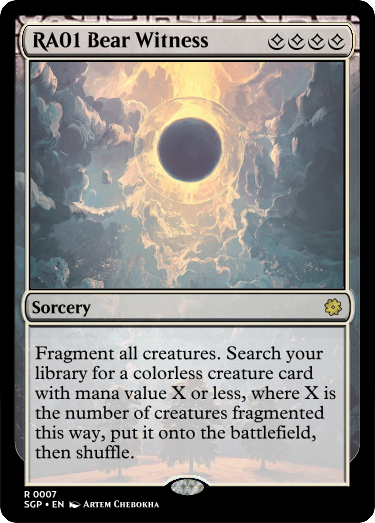 RA01 Bear Witness
Sorcery
Fragment all creatures. Search your
library for a colorless creature card
with mana value X or less, where X is
the number of creatures fragmented
this way, put it onto the battlefield,
then shuffle.
R 0007
SGP • EN Artem Chebokha